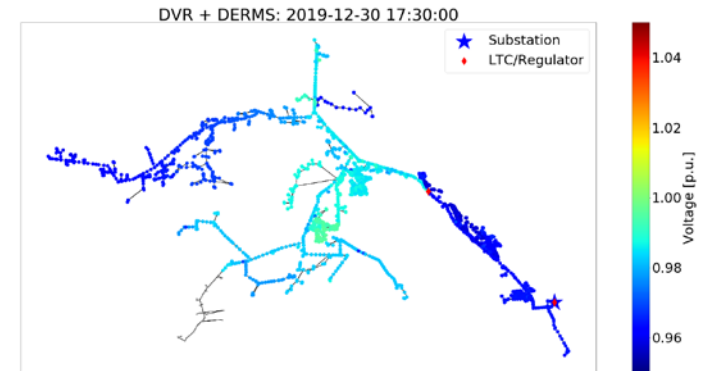 DVR + DERMS: 2019-12-30 17:30:00
Substation
LTC/Regulator
1.04
1.02
1.00
0.98
0.96
Voltage [p.u.]